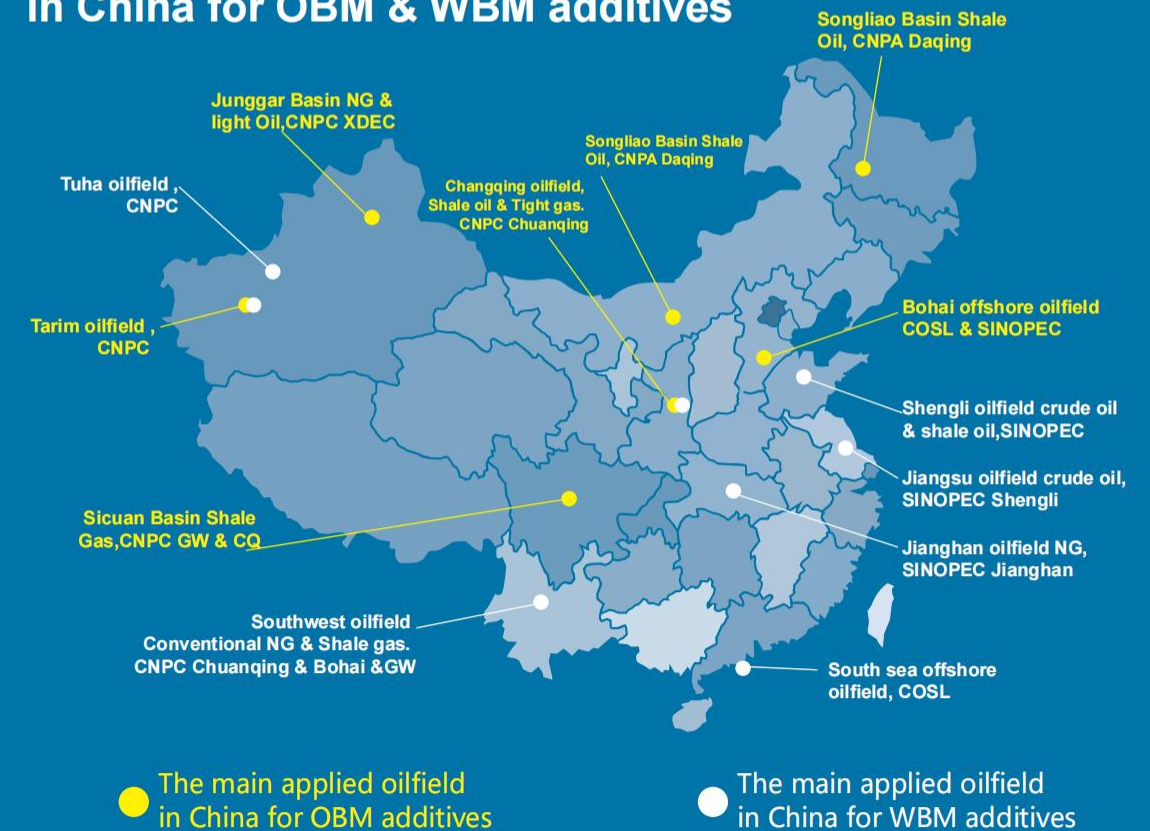 in China for OBM & WBM additives
Songliao Basin Shale
Oil, CNPA Daqing
Junggar Basin NG &
light Oil,CNPC XDEC
Songliao Basin Shale
Oil, CNPA Daqing
Tuha oilfield ,
CNPC
Changqing oilfield,
Shale oil & Tight gas.
CNPC Chuanqing
Tarim oilfield ,
CNPC
Bohai offshore oilfield
COSL & SINOPEC
Shengli oilfield crude oil
& shale oil,SINOPEC
Jiangsu oilfield crude oil,
SINOPEC Shengli
Sicuan Basin Shale
Gas,CNPC GW & CQ
Jianghan oilfield NG,
SINOPEC Jianghan
Southwest oilfield
Conventional NG & Shale gas.
CNPC Chuanqing & Bohai &GW
South sea offshore
oilfield, COSL
The main applied oilfield
in China for OBM additives
The main applied oilfield
in China for WBM additives